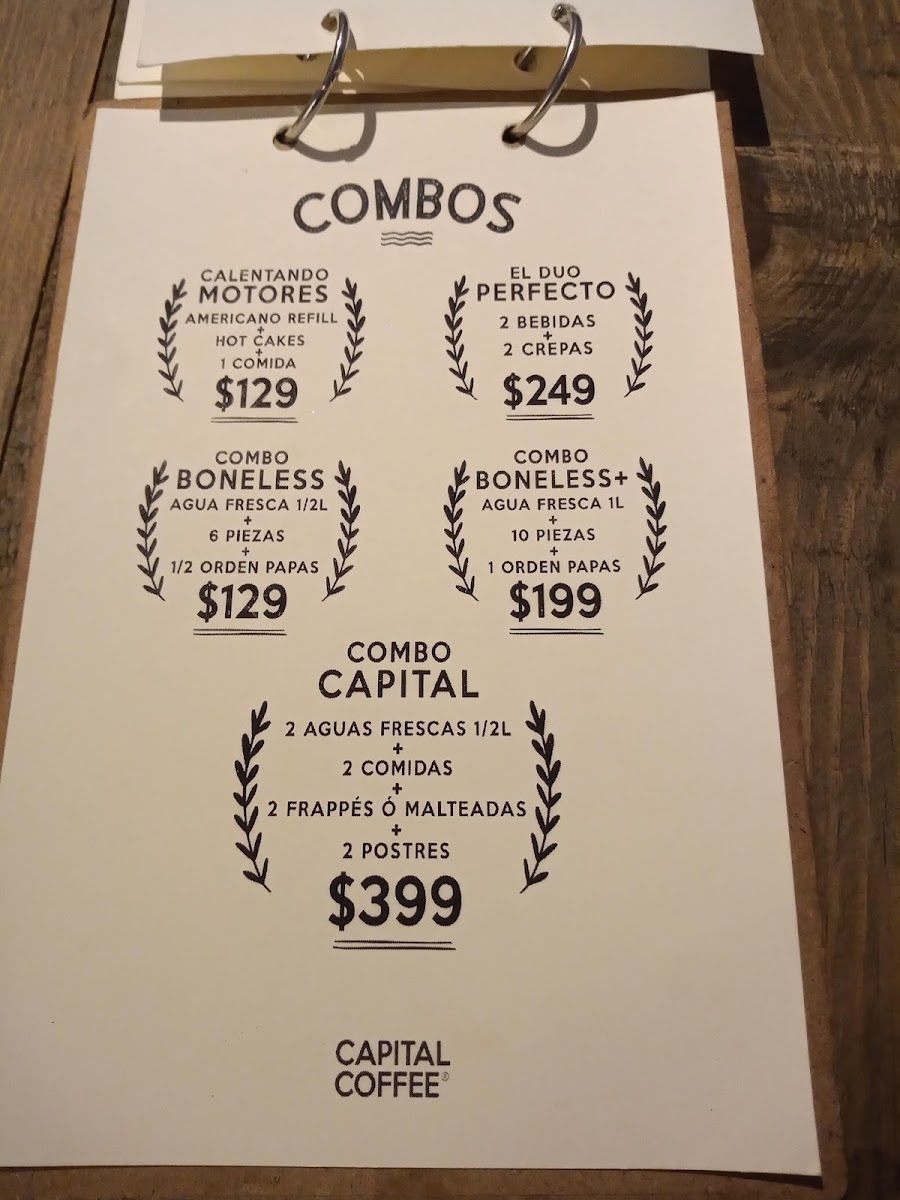 COMBOS
CALENTANDO
MOTORES
AMERICANO REFILL
+
HOT CAKES
+
1 COMIDA
$129
EL DUO
PERFECTO
2 BEBIDAS
+
2 CREPAS
$249
COMBO
BONELESS
AGUA FRESCA 1/2L
+
6 PIEZAS
+
1/2 ORDEN PAPAS
$129
COMBO
BONELESS+
AGUA FRESCA 1L
+
10 PIEZAS
+
1 ORDEN PAPAS
$199
COMBO
CAPITAL
2 AGUAS FRESCAS 1/2L
+
2 COMIDAS
+
2 FRAPPÉS Ó MALTEADAS
+
2 POSTRES
$399
CAPITAL
COFFEE®